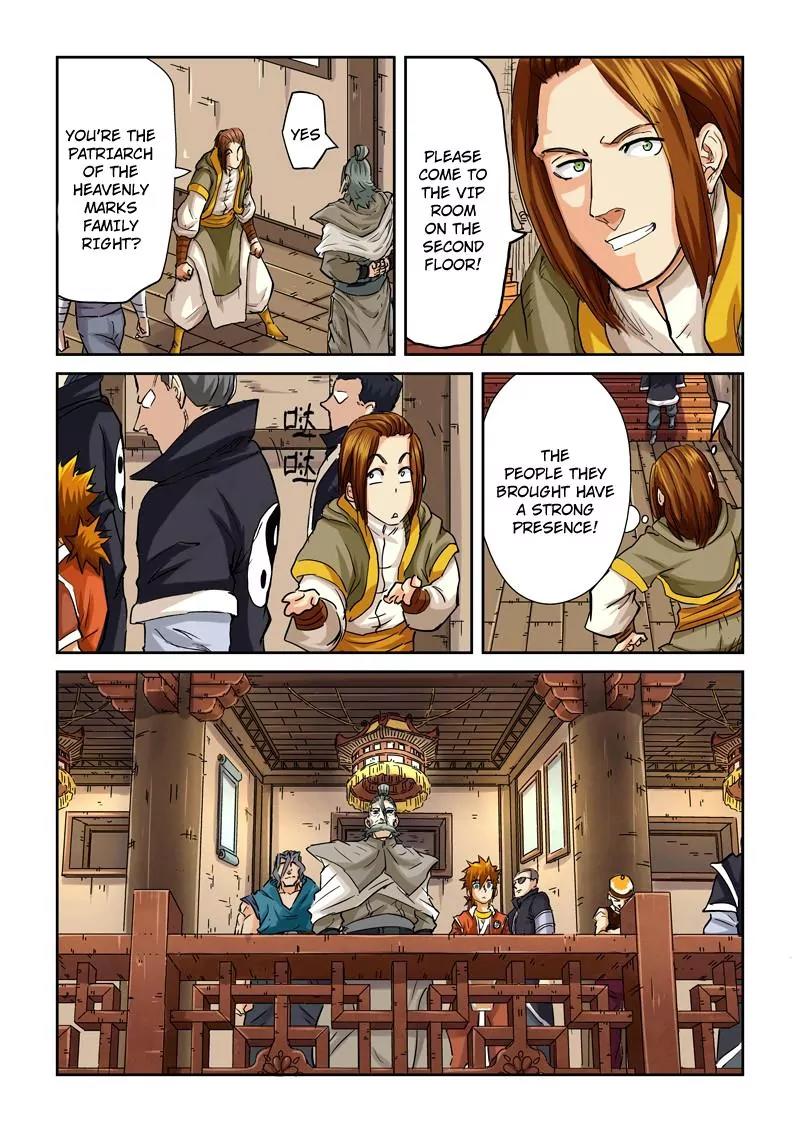 YOU'RE THE
PATRIARCH
OF THE
HEAVENLY
MARKS
FAMILY
RIGHT?
YES
PLEASE
COME TO
THE VIP
ROOM
ON THE
SECOND
FLOOR!
哒
哒
THE
PEOPLE THEY
BROUGHT HAVE
A STRONG
PRESENCE!